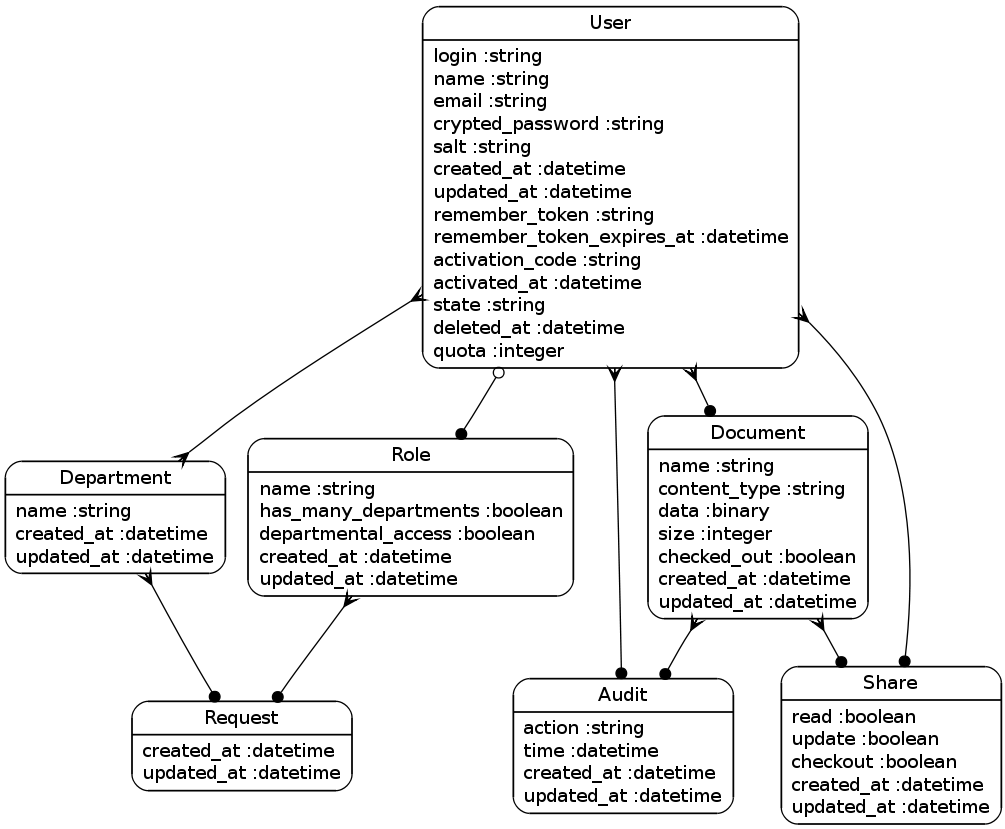 User
login :string
name :string
email :string
crypted_password :string
salt :string
created_at :datetime
updated_at :datetime
remember_token :string
remember_token_expires_at :datetime
activation_code :string
activated_at :datetime
state :string
deleted_at :datetime
quota :integer
Department
name :string
created_at :datetime
updated_at :datetime
Role
name :string
has_many_departments :boolean
departmental_access :boolean
created_at :datetime
updated_at :datetime
Document
name :string
content_type :string
data :binary
size :integer
checked_out :boolean
created_at :datetime
updated_at :datetime
Request
created_at :datetime
updated_at :datetime
Audit
action :string
time :datetime
created_at :datetime
updated_at :datetime
Share
read :boolean
update :boolean
checkout :boolean
created_at :datetime
updated_at :datetime